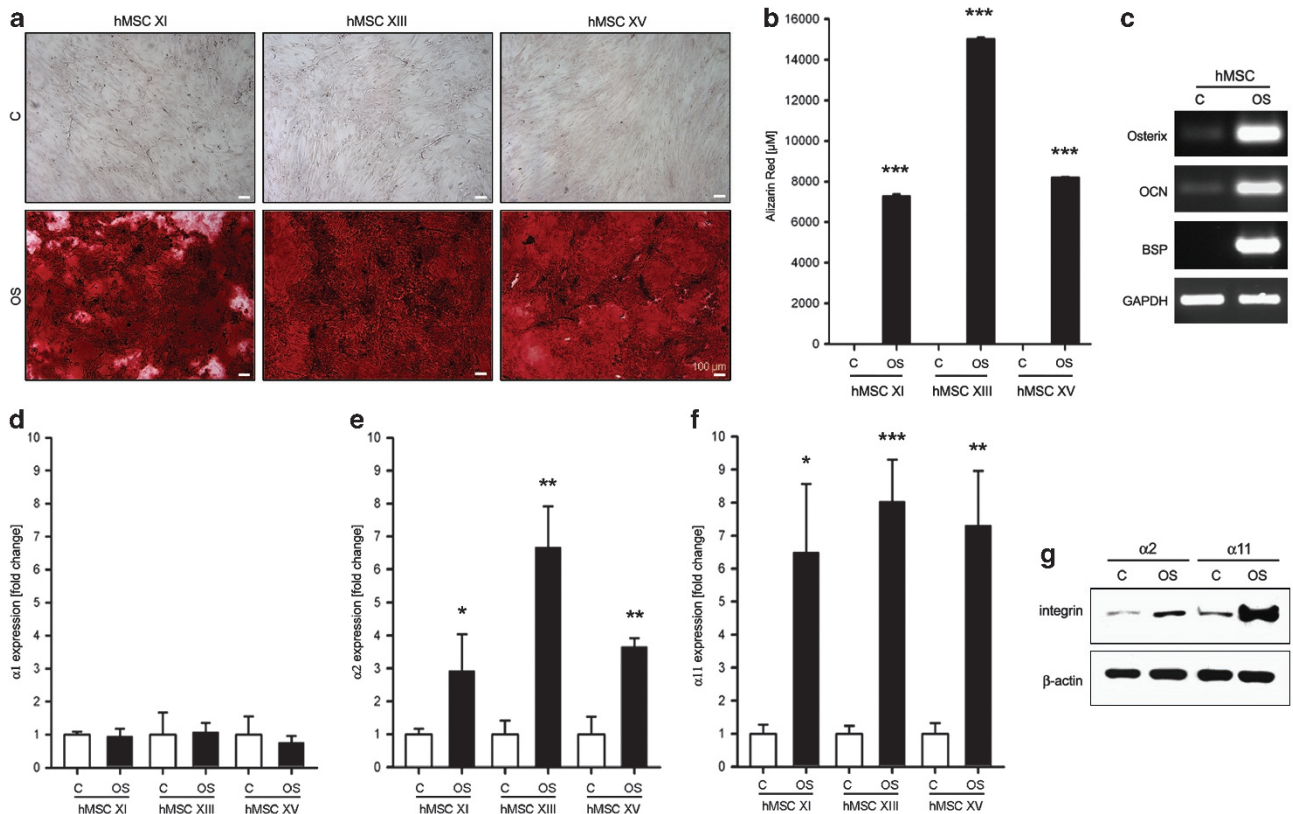 a
hMSC XI hMSC XIII hMSC XV
C
OS
100 µm
b
Alizarin Red [µM]
16000
14000
12000
10000
8000
6000
4000
2000
0
*** *** ***
C OS C OS C OS
hMSC XI hMSC XIII hMSC XV
c
hMSC
C OS
Osterix
OCN
BSP
GAPDH
d
α1 expression [fold change]
10
9
8
7
6
5
4
3
2
1
0
C OS C OS C OS
hMSC XI hMSC XIII hMSC XV
e
α2 expression [fold change]
10
9
8
7
6
5
4
3
2
1
0
* ** **
C OS C OS C OS
hMSC XI hMSC XIII hMSC XV
f
α11 expression [fold change]
10
9
8
7
6
5
4
3
2
1
0
* *** **
C OS C OS C OS
hMSC XI hMSC XIII hMSC XV
g
α2 α11
C OS C OS
integrin
β-actin